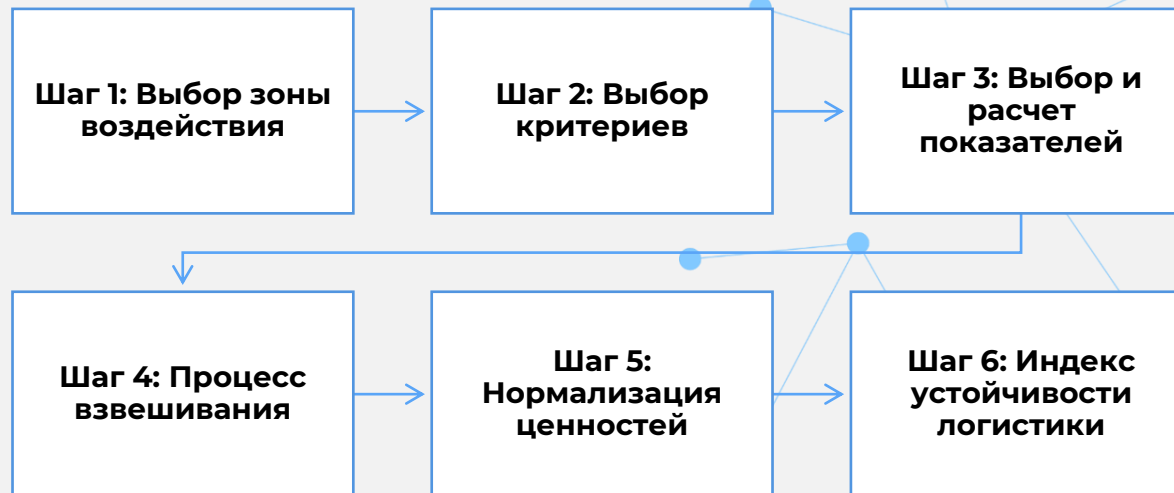 Шаг 1: Выбор зоны
воздействия
Шаг 2: Выбор
критериев
Шаг 3: Выбор и
расчет
показателей
Шаг 4: Процесс
взвешивания
Шаг 5:
Нормализация
ценностей
Шаг 6: Индекс
устойчивости
логистики